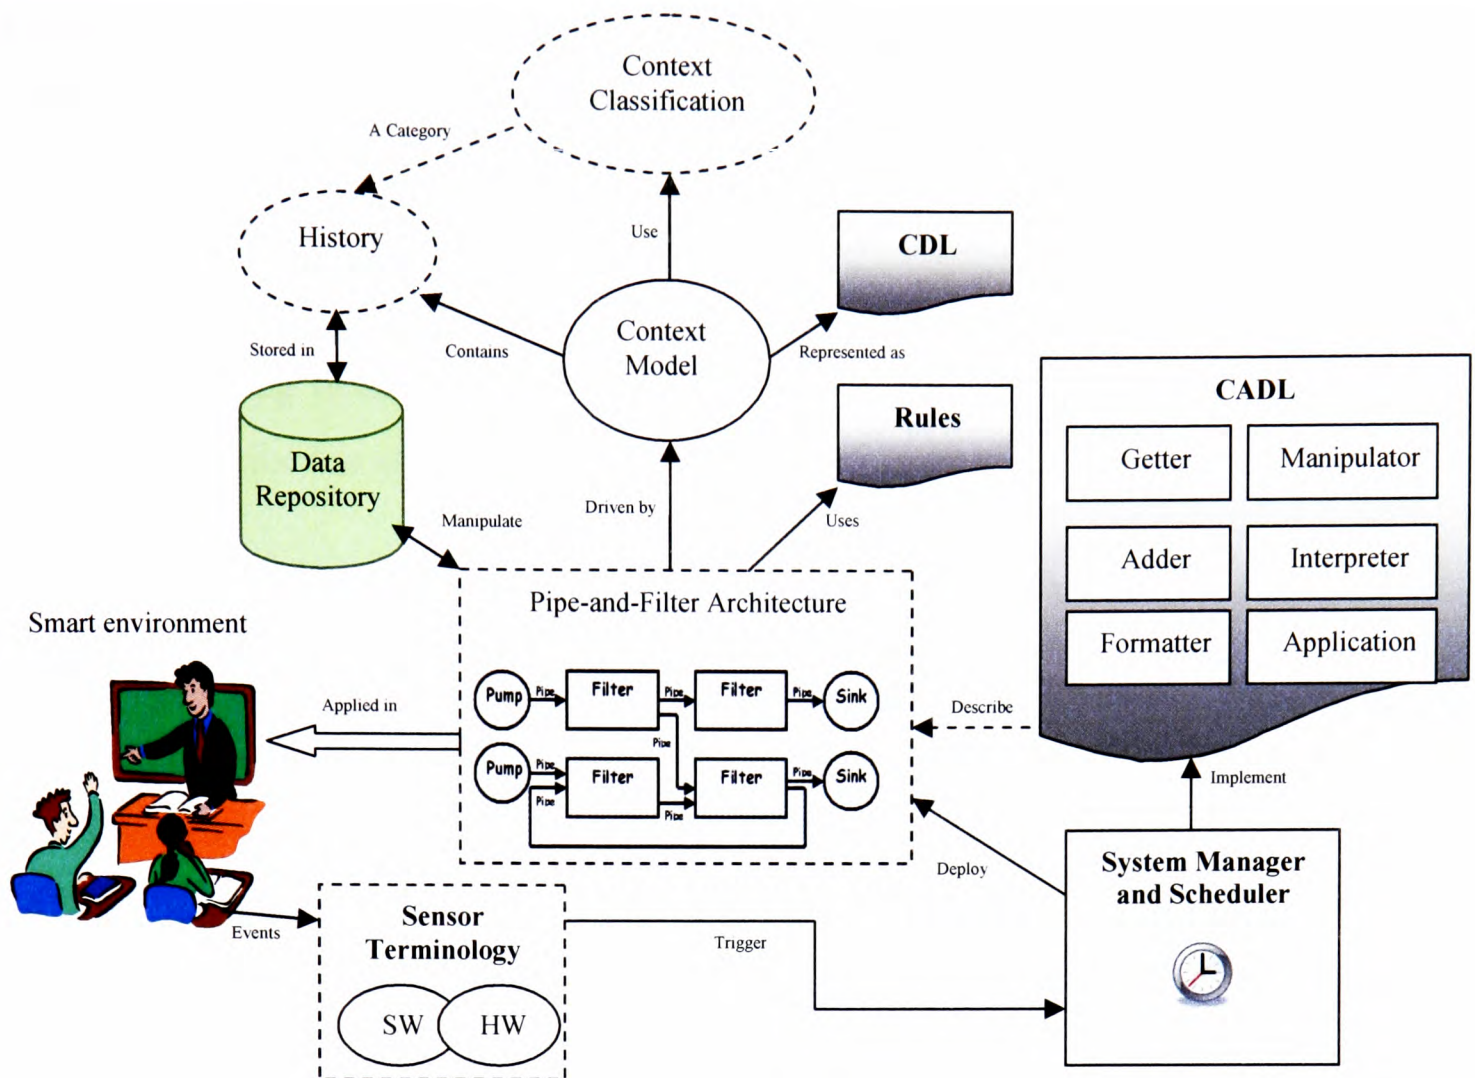 Context
Classification
A Category
History
Use
CDL
Context
Model
Stored in
Contains
Represented as
CADL
Rules
Getter
Manipulator
Data
Repository
Manipulate
Driven by
Uses
Adder
Interpreter
Pipe-and-Filter Architecture
Smart environment
Formatter
Application
Pump
Pipe
Filter
Pipe
Filter
Pipe
Sink
Applied in
Describe
Pipe
Pump
Pipe
Filter
Filter
Pipe
Sink
Pipe
Pipe
Implement
Deploy
System Manager
and Scheduler
Events
Sensor
Terminology
Trigger
SW
HW